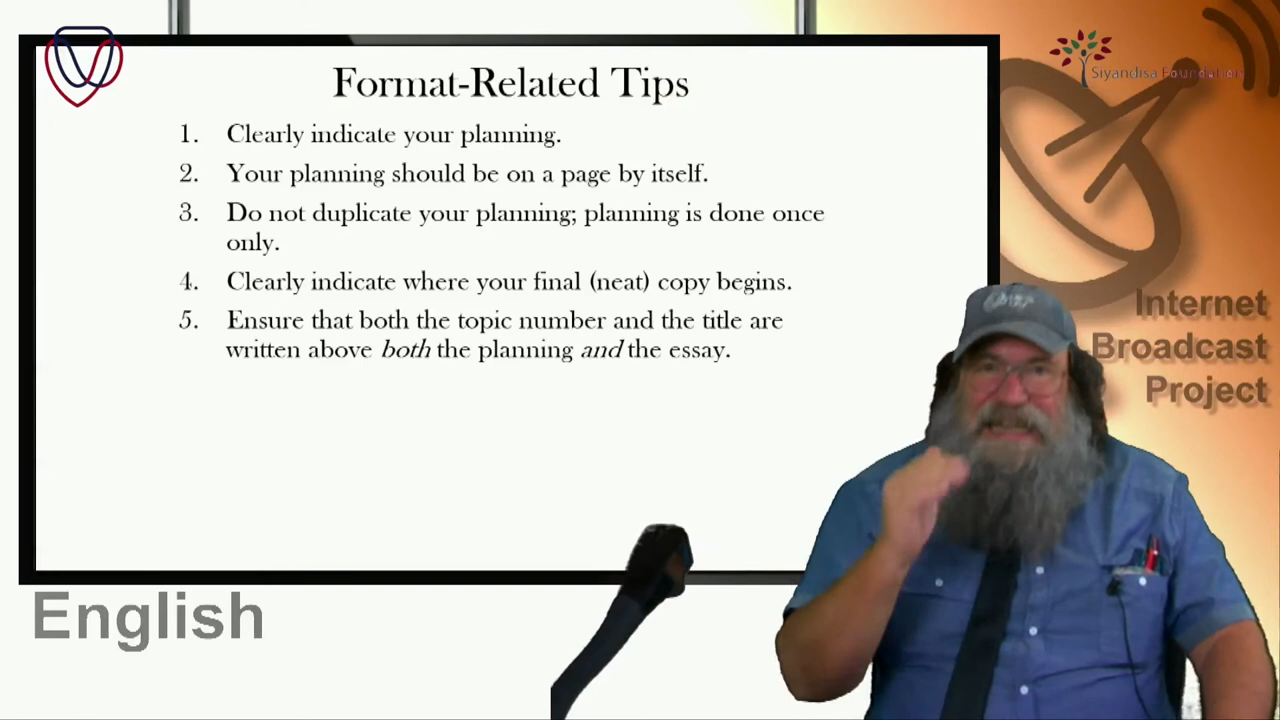 Format-Related Tips
1. Clearly indicate your planning.
2. Your planning should be on a page by itself.
3. Do not duplicate your planning; planning is done once
only.
4. Clearly indicate where your final (neat) copy begins.
5. Ensure that both the topic number and the title are
written above both the planning and the essay.
Siyandisa Foundation
Internet
Broadcast
Project
English